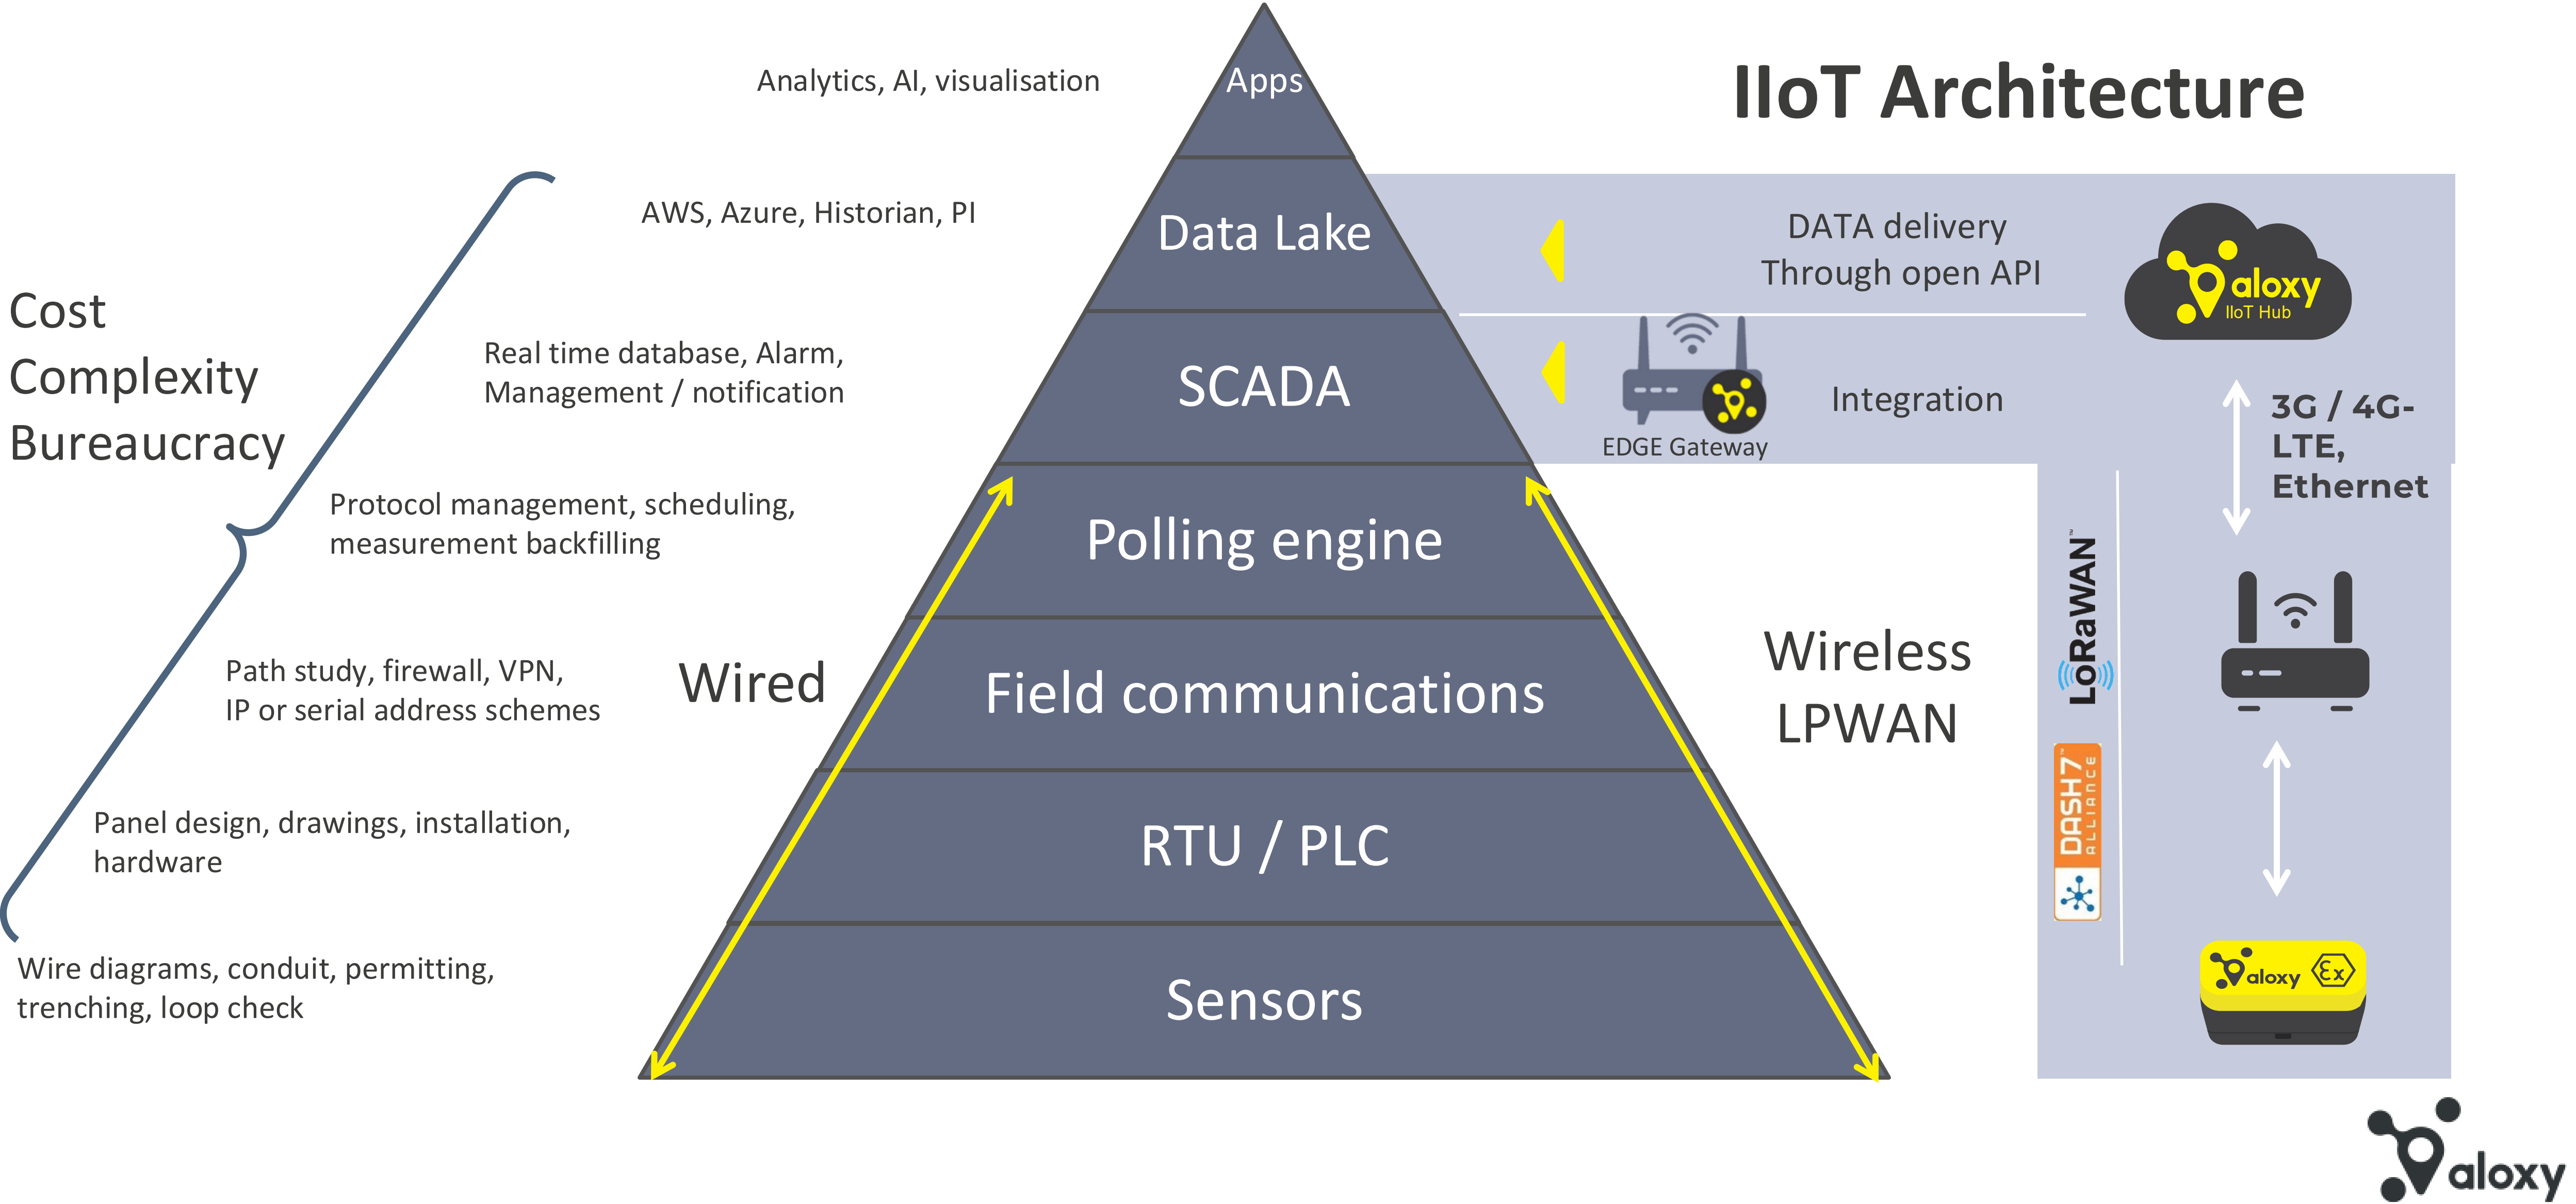 IIoT Architecture
Apps
Data Lake
SCADA
Polling engine
Field communications
RTU / PLC
Sensors
Analytics, AI, visualisation
AWS, Azure, Historian, PI
Real time database, Alarm,
Management / notification
Protocol management, scheduling,
measurement backfilling
Path study, firewall, VPN,
IP or serial address schemes
Panel design, drawings, installation,
hardware
Wire diagrams, conduit, permitting,
trenching, loop check
Cost
Complexity
Bureaucracy
Wired
Wireless
LPWAN
DATA delivery
Through open API
Integration
EDGE Gateway
aloxy
IIoT Hub
3G / 4G-
LTE,
Ethernet
LoRaWAN™
DASH7™
ALLIANCE
aloxy Ex
aloxy